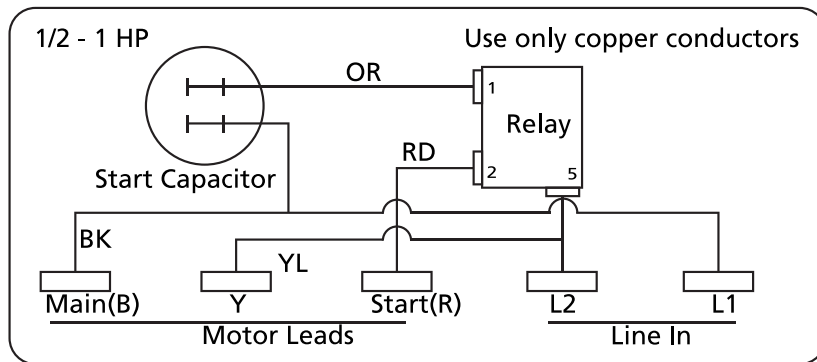 1/2 - 1 HP
Use only copper conductors
OR
1
Relay
RD
2
5
Start Capacitor
BK
YL
Main(B)
Y
Start(R)
L2
L1
Motor Leads
Line In